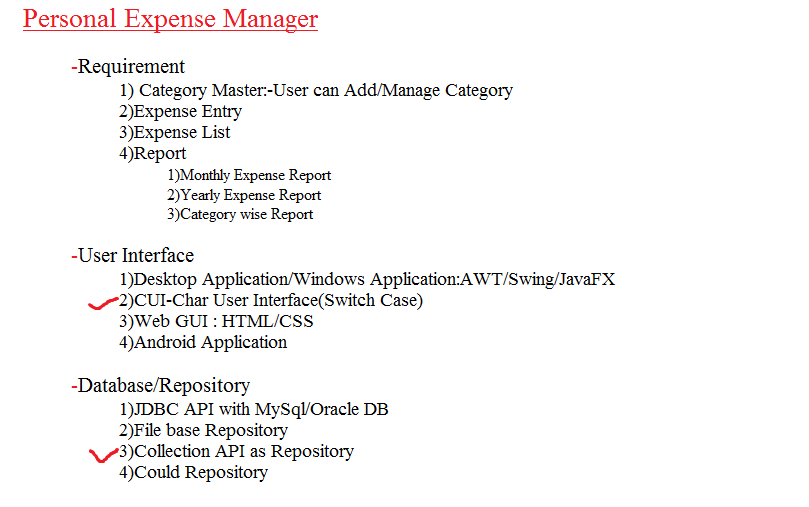 Personal Expense Manager
-Requirement
1) Category Master:-User can Add/Manage Category
2)Expense Entry
3)Expense List
4)Report
1)Monthly Expense Report
2)Yearly Expense Report
3)Category wise Report
-User Interface
1)Desktop Application/Windows Application:AWT/Swing/JavaFX
2)CUI-Char User Interface(Switch Case)
3)Web GUI : HTML/CSS
4)Android Application
-Database/Repository
1)JDBC API with MySql/Oracle DB
2)File base Repository
3)Collection API as Repository
4)Could Repository